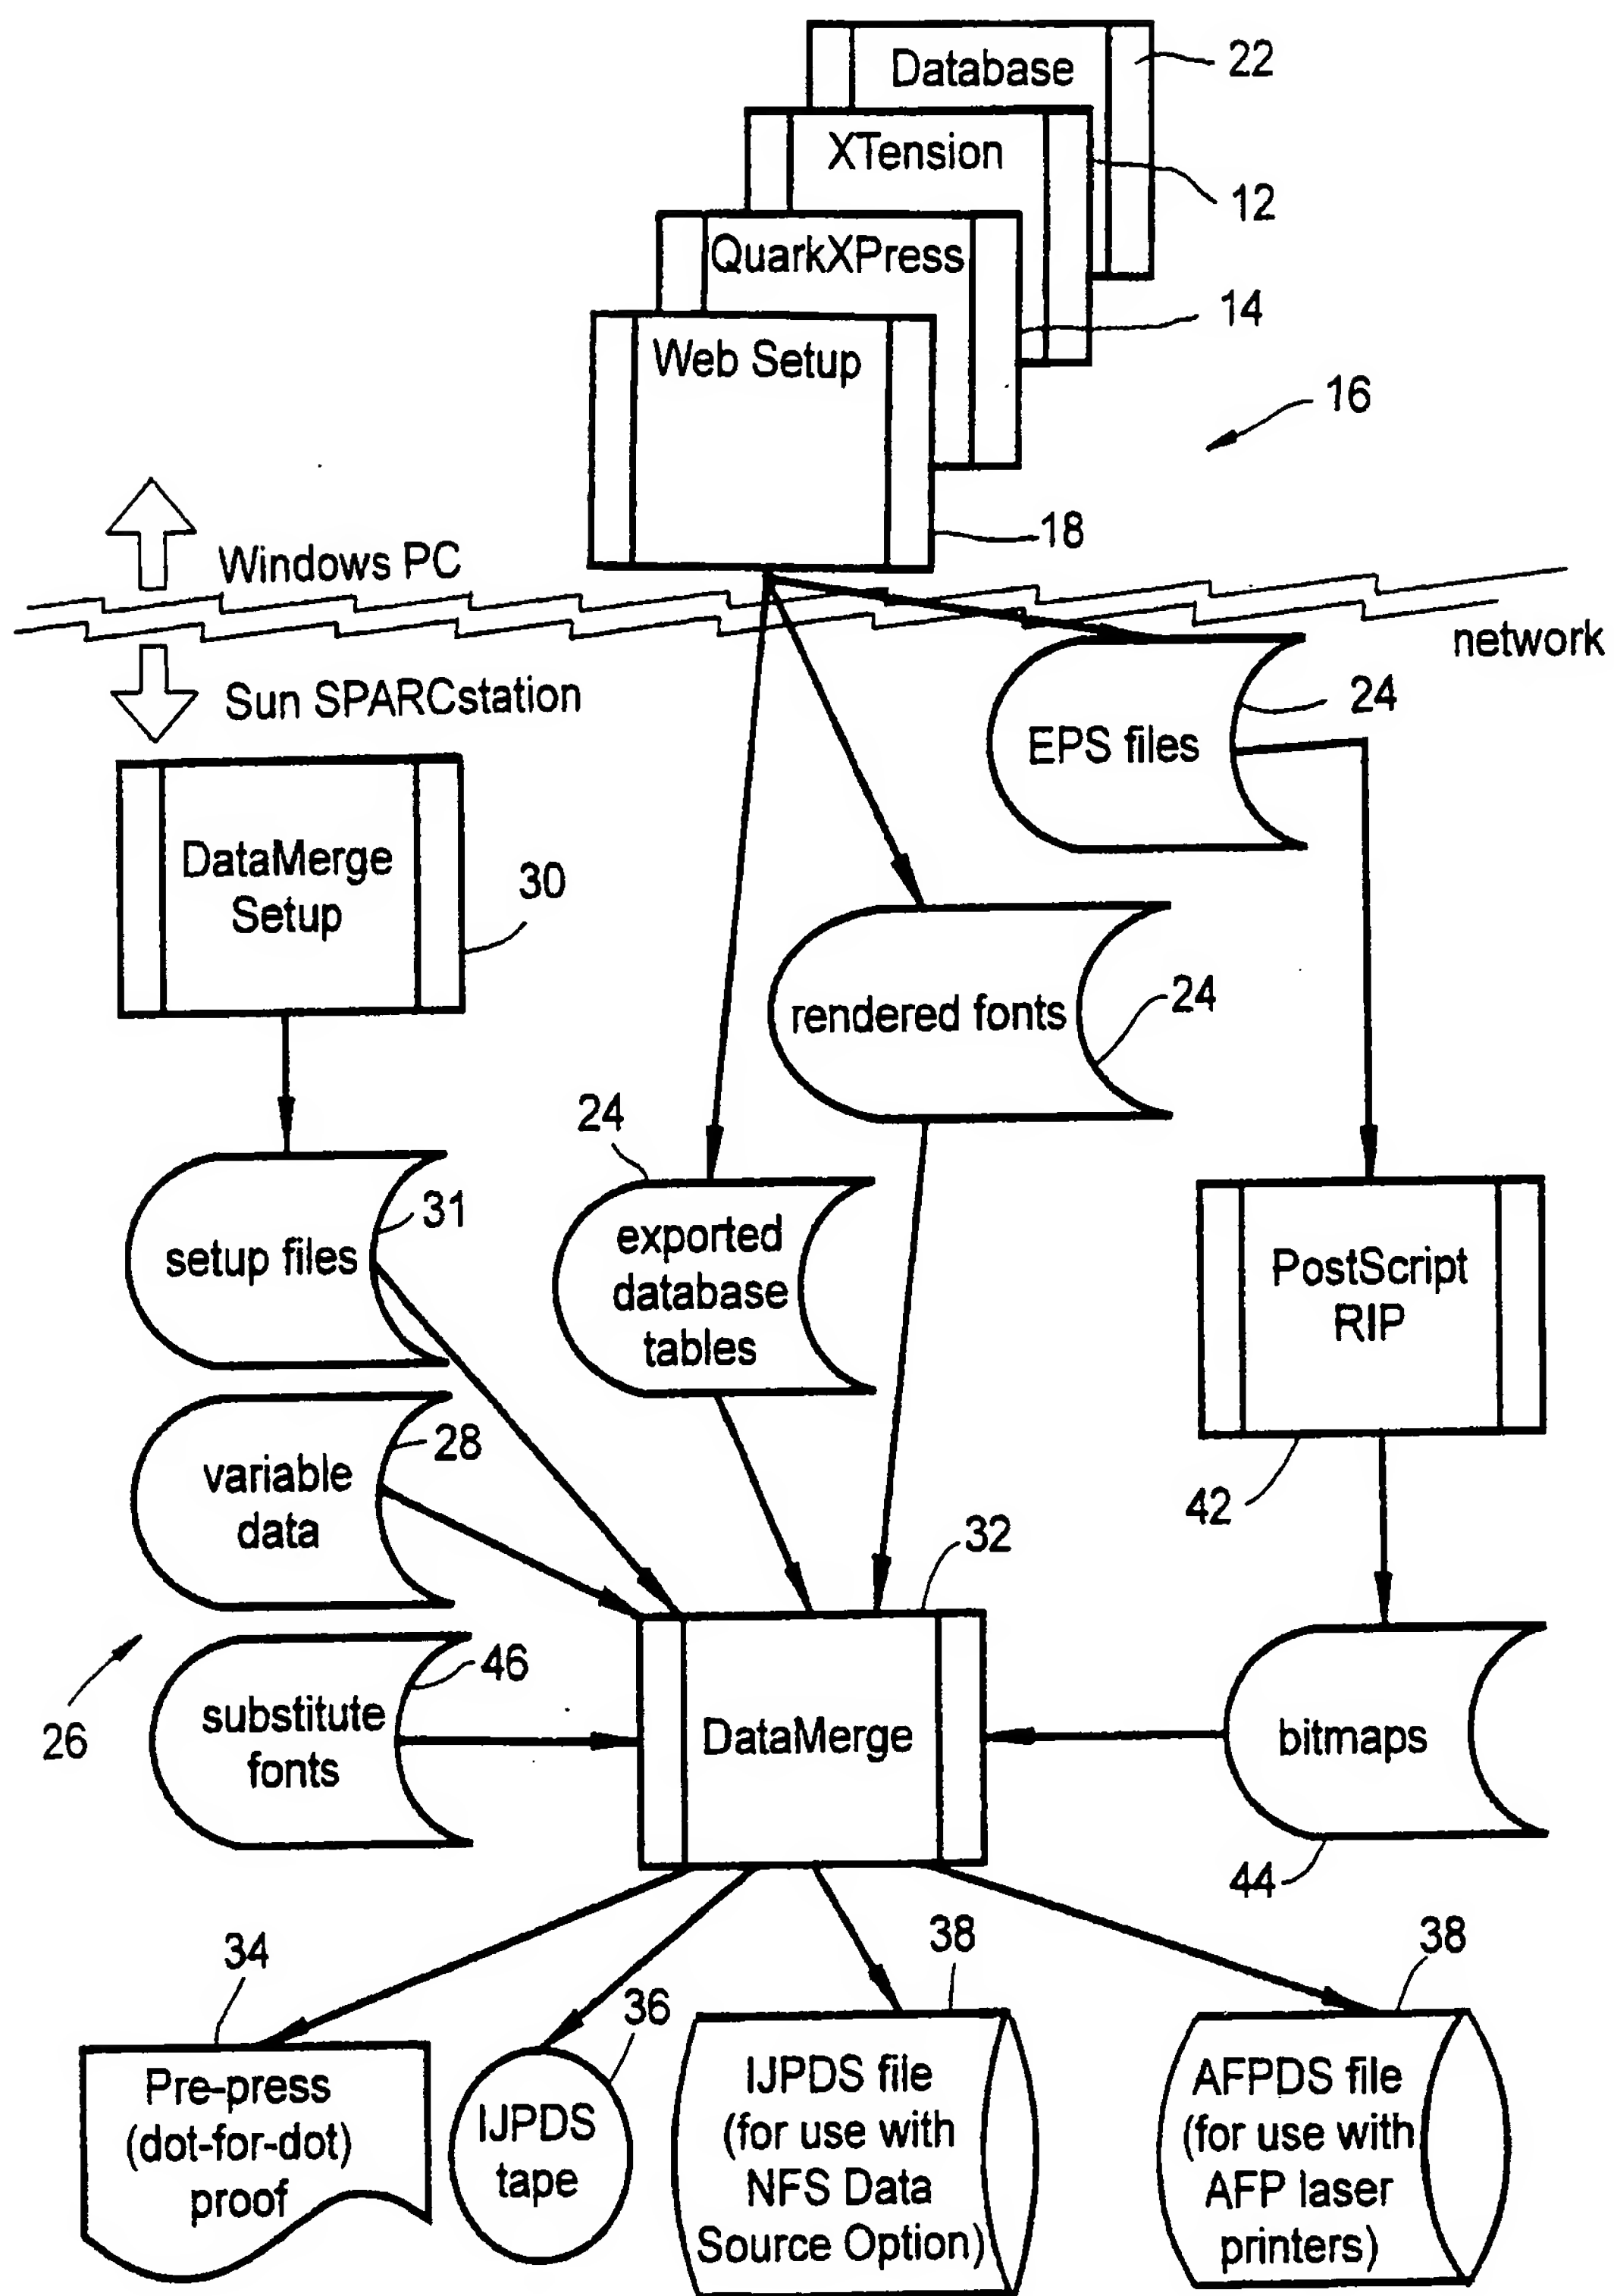 Database
22
XTension
12
QuarkXPress
14
Web Setup
16
18
Windows PC
network
Sun SPARCstation
24
EPS files
DataMerge
Setup
30
rendered fonts
24
24
31
setup files
exported
database
tables
PostScript
RIP
28
variable
data
42
32
46
substitute
fonts
26
DataMerge
bitmaps
44
34
36
38
38
Pre-press
(dot-for-dot)
proof
IJPDS
tape
IJPDS file
(for use with
NFS Data
Source Option)
AFPDS file
(for use with
AFP laser
printers)